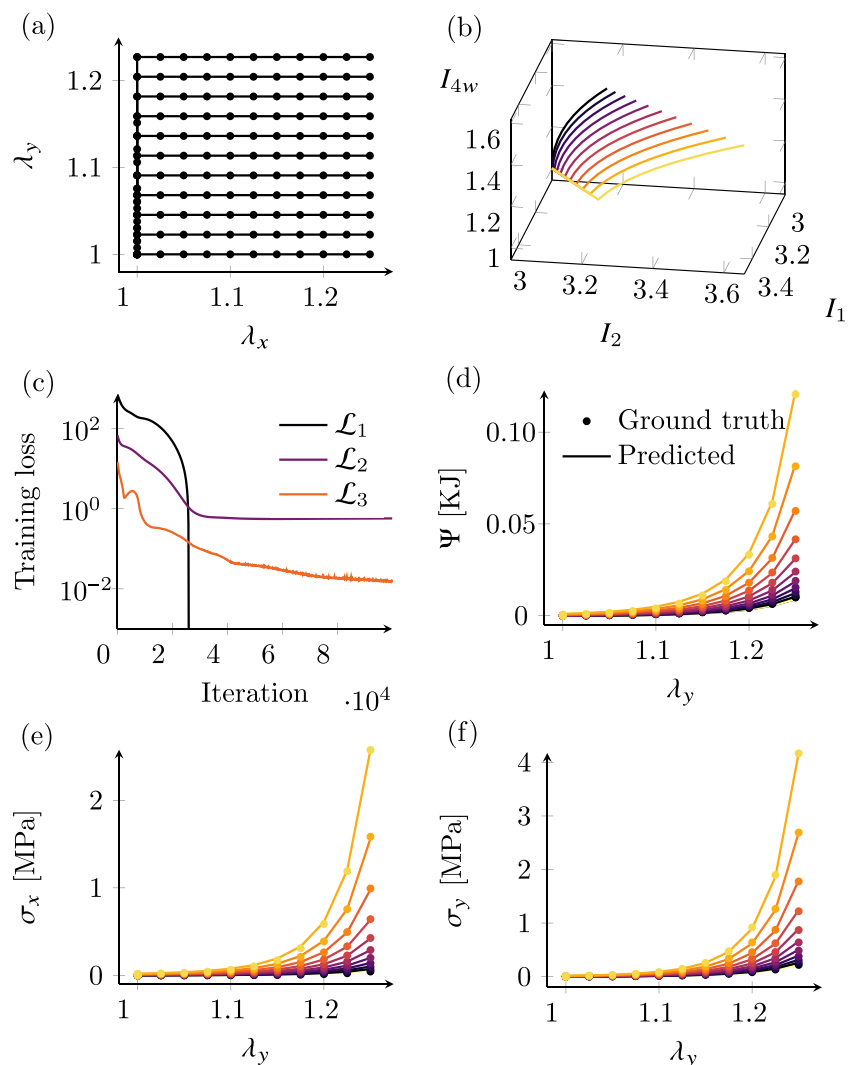 (a)
λy
1.2
1.1
1
1 1.1 1.2
λx
(b)
I4w
1.6
1.4
1.2
1
3 3.2 3.4 3.6
I2
3
3.2
3.4
I1
(c)
Training loss
10^2
10^0
10^−2
ℒ1
ℒ2
ℒ3
0 2 4 6 8
Iteration
·10^4
(d)
Ψ [KJ]
0.10
0.05
0
Ground truth
Predicted
1 1.1 1.2
λy
(e)
σx [MPa]
2
1
0
1 1.1 1.2
λy
(f)
σy [MPa]
4
3
2
1
0
1 1.1 1.2
λy